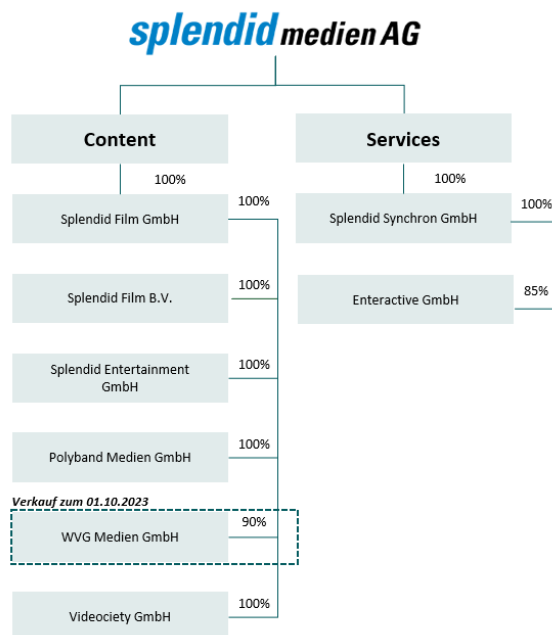 splendid medien AG
Content
Services
100%
100%
Splendid Film GmbH
100%
Splendid Synchron GmbH
100%
Splendid Film B.V.
100%
Enteractive GmbH
85%
Splendid Entertainment
GmbH
100%
Polyband Medien GmbH
100%
Verkauf zum 01.10.2023
WVG Medien GmbH
90%
Videociety GmbH
100%